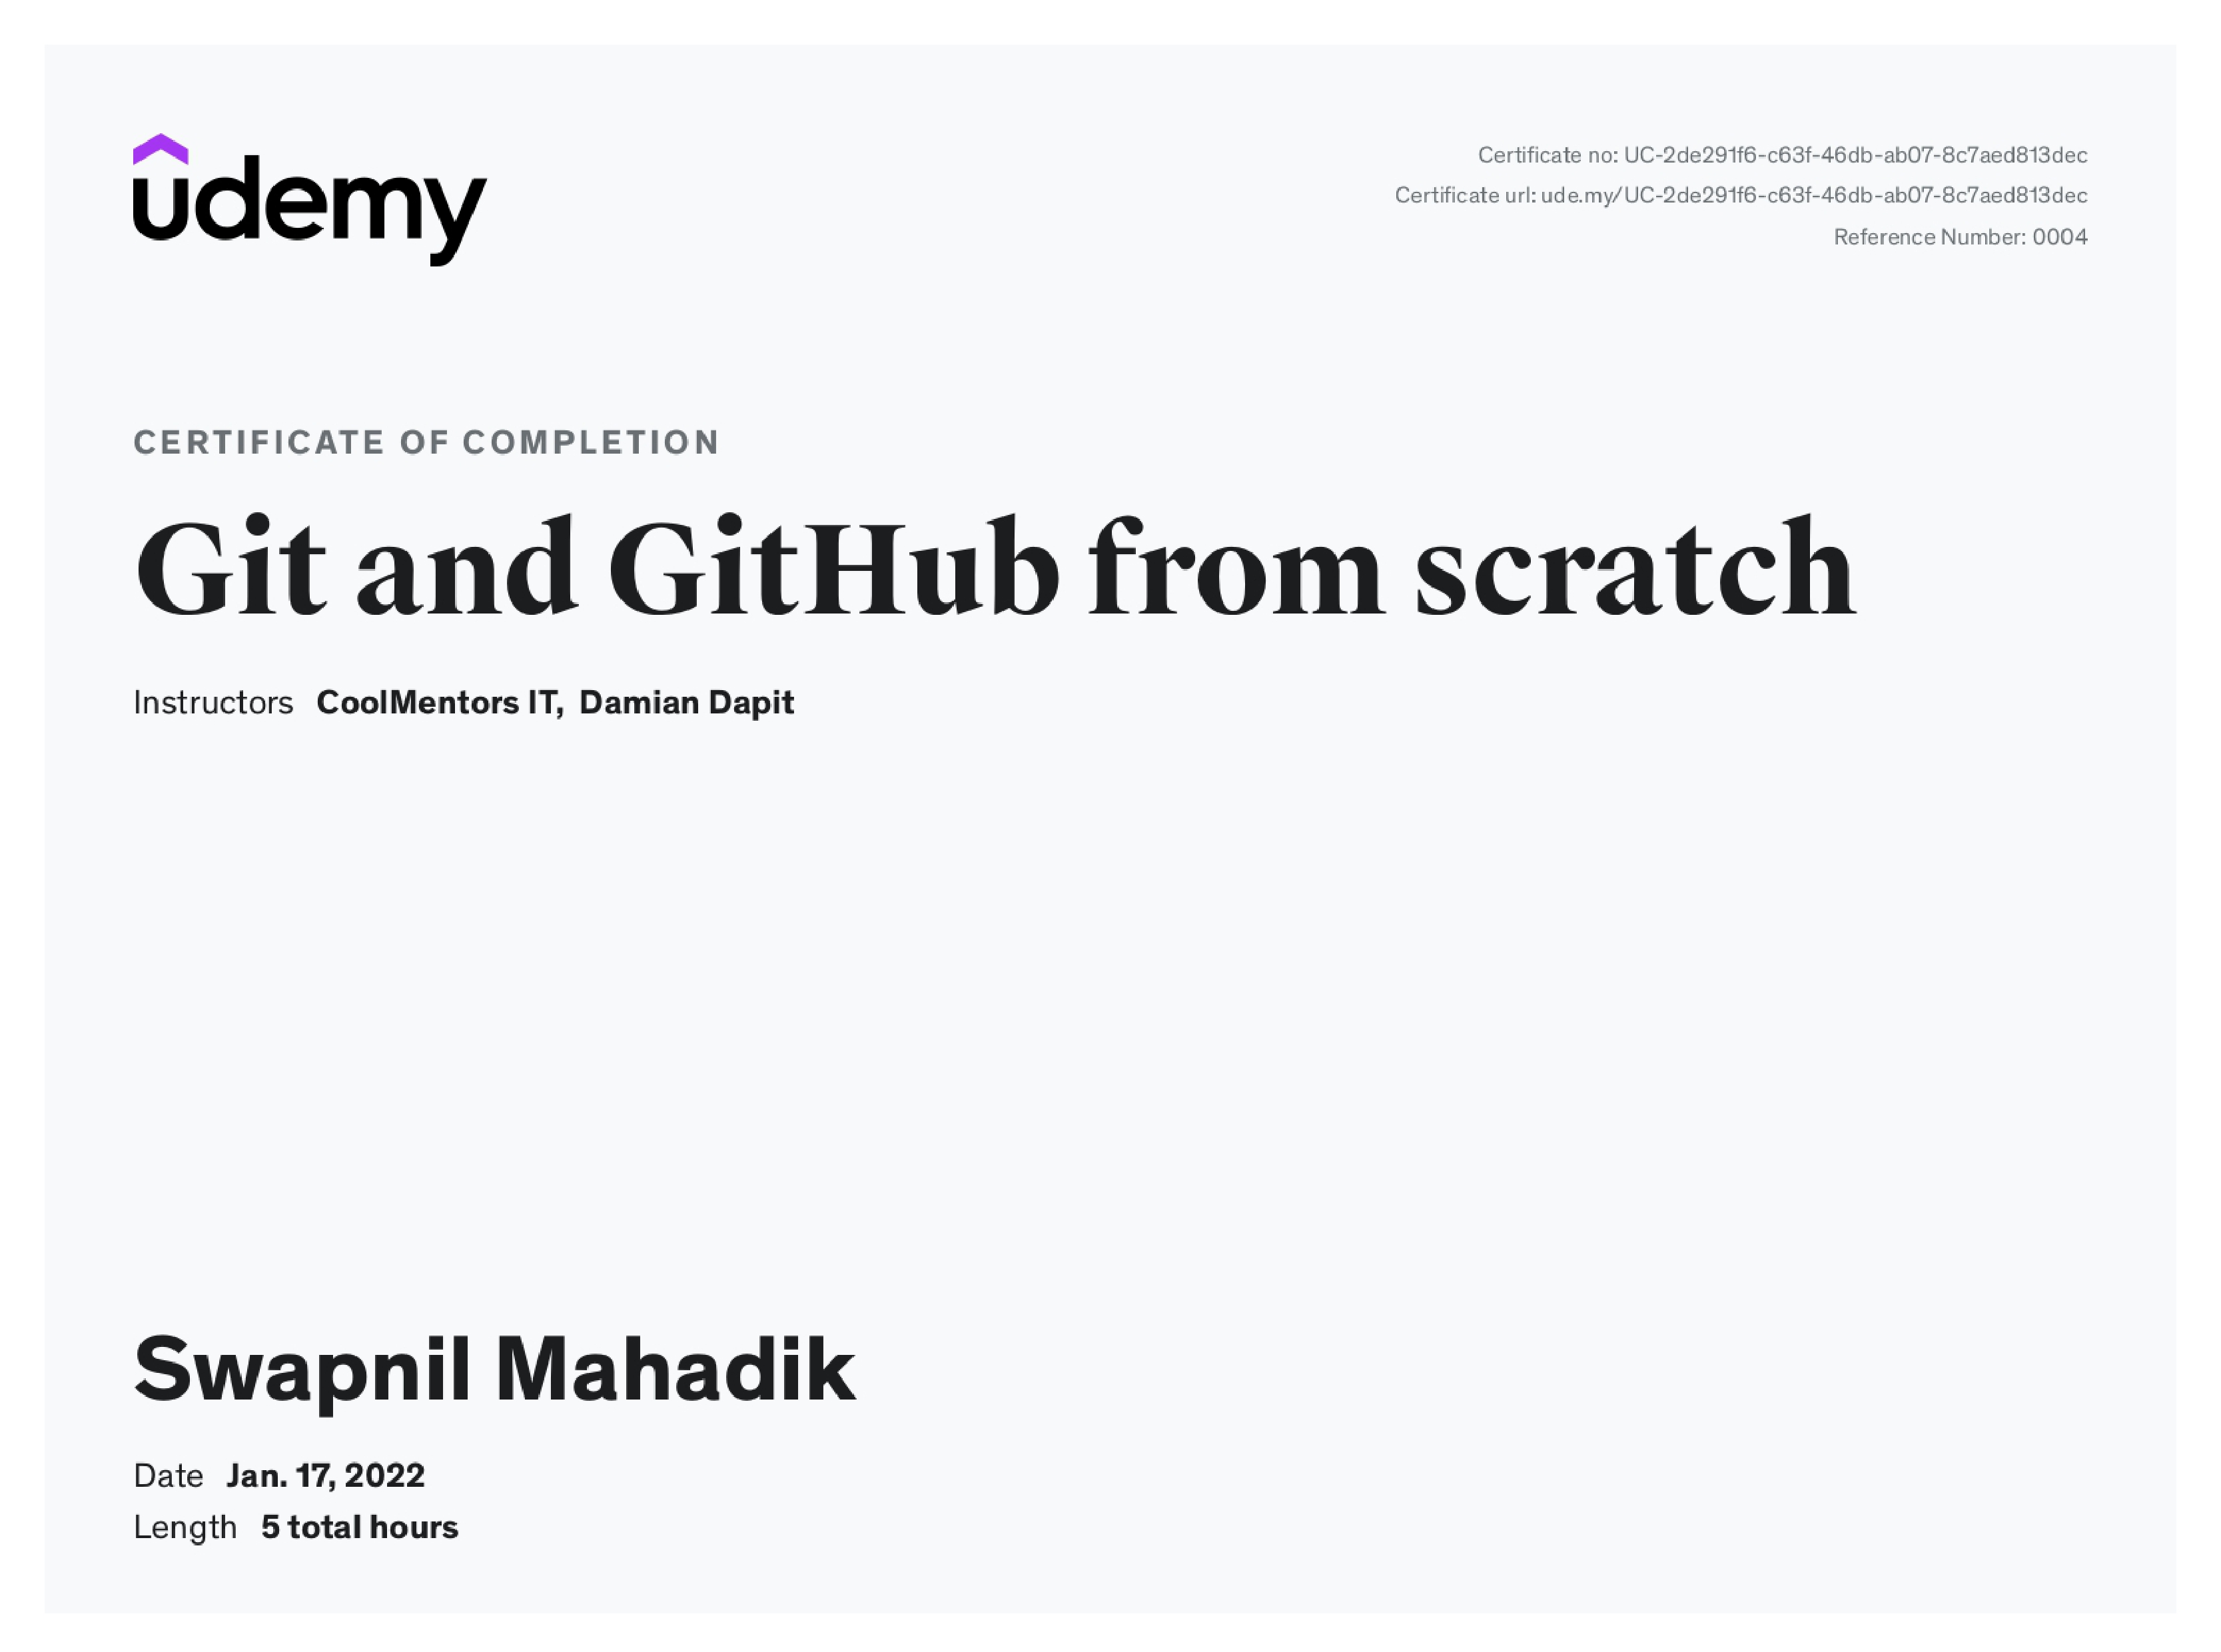 udemy
Certificate no: UC-2de291f6-c63f-46db-ab07-8c7aed813dec
Certificate url: ude.my/UC-2de291f6-c63f-46db-ab07-8c7aed813dec
Reference Number: 0004
CERTIFICATE OF COMPLETION
Git and GitHub from scratch
Instructors CoolMentors IT, Damian Dapit
Swapnil Mahadik
Date Jan. 17, 2022
Length 5 total hours